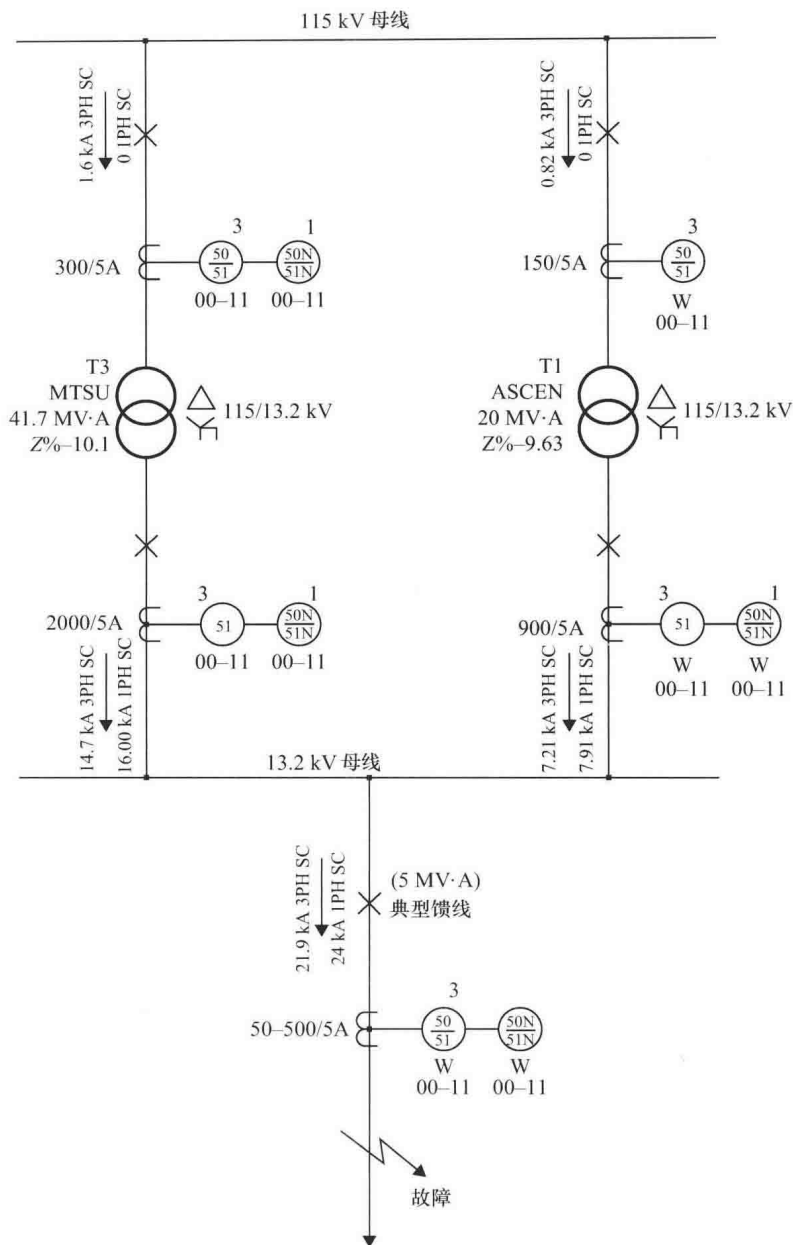 115 kV 母线
1.6 kA 3PH SC
0 1PH SC
0.82 kA 3PH SC
0 1PH SC
300/5A
3
50
51
00–11
1
50N
51N
00–11
150/5A
3
50
51
W
00–11
T3
MTSU
41.7 MV·A
Z%–10.1
115/13.2 kV
T1
ASCEN
20 MV·A
Z%–9.63
115/13.2 kV
2000/5A
3
51
00–11
1
50N
51N
00–11
14.7 kA 3PH SC
16.00 kA 1PH SC
900/5A
3
51
W
00–11
1
50N
51N
W
00–11
7.21 kA 3PH SC
7.91 kA 1PH SC
13.2 kV 母线
21.9 kA 3PH SC
24 kA 1PH SC
(5 MV·A)
典型馈线
50–500/5A
3
50
51
W
00–11
50N
51N
W
00–11
故障